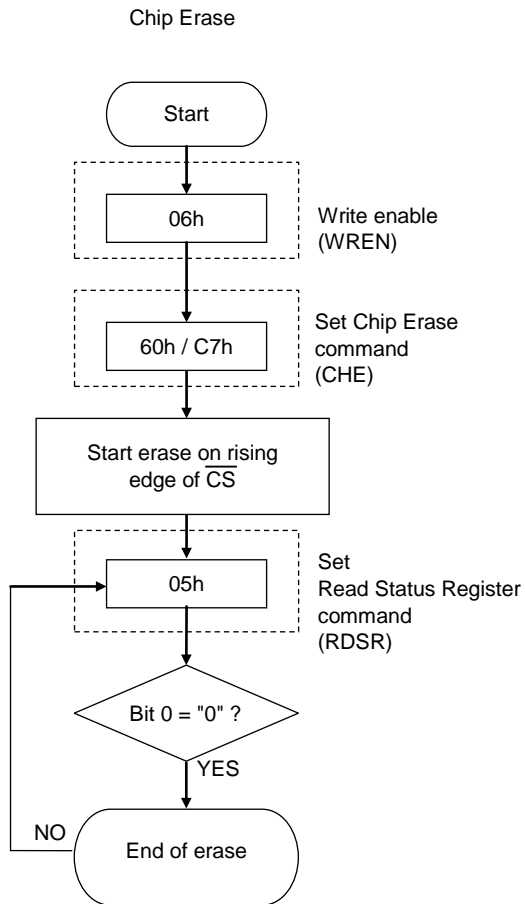 Chip Erase
Start
06h
Write enable
(WREN)
60h / C7h
Set Chip Erase
command
(CHE)
Start erase on rising
edge of C̅S̅
05h
Set
Read Status Register
command
(RDSR)
Bit 0 = "0" ?
YES
NO
End of erase